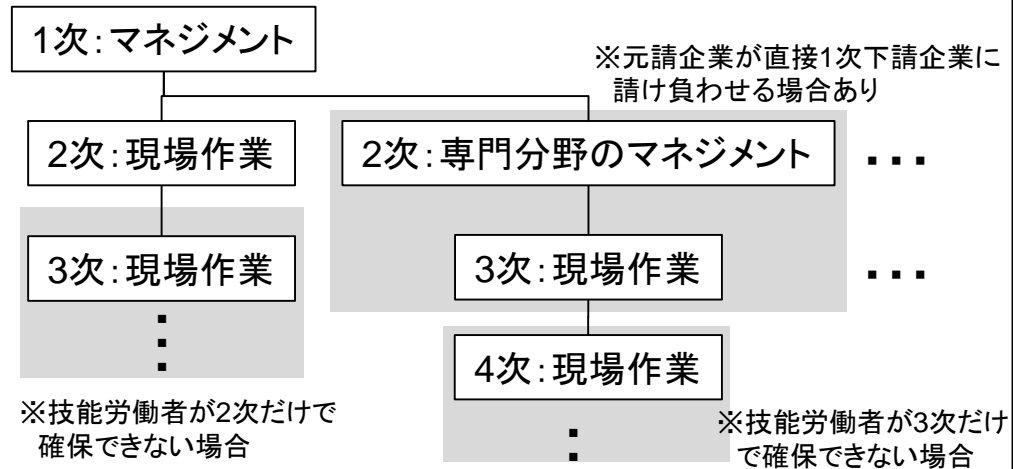 1次：マネジメント
※元請企業が直接1次下請企業に
請け負わせる場合あり
2次：現場作業
2次：専門分野のマネジメント
・・・
3次：現場作業
3次：現場作業
・・・
4次：現場作業
※技能労働者が2次だけで
確保できない場合
※技能労働者が3次だけ
で確保できない場合